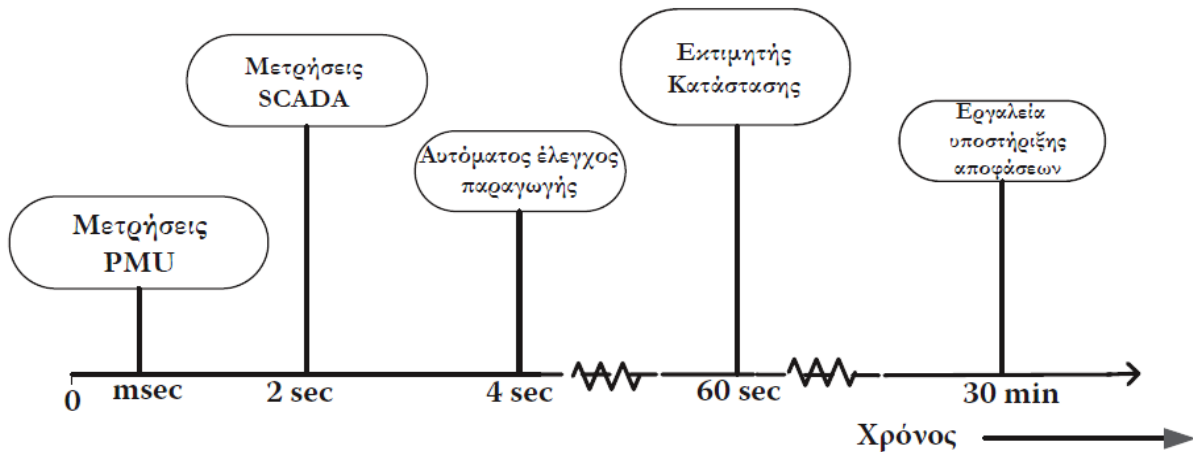 Μετρήσεις
PMU
Μετρήσεις
SCADA
Αυτόματος έλεγχος
παραγωγής
Εκτιμητής
Κατάστασης
Εργαλεία
υποστήριξης
αποφάσεων
0
msec
2 sec
4 sec
60 sec
30 min
Χρόνος